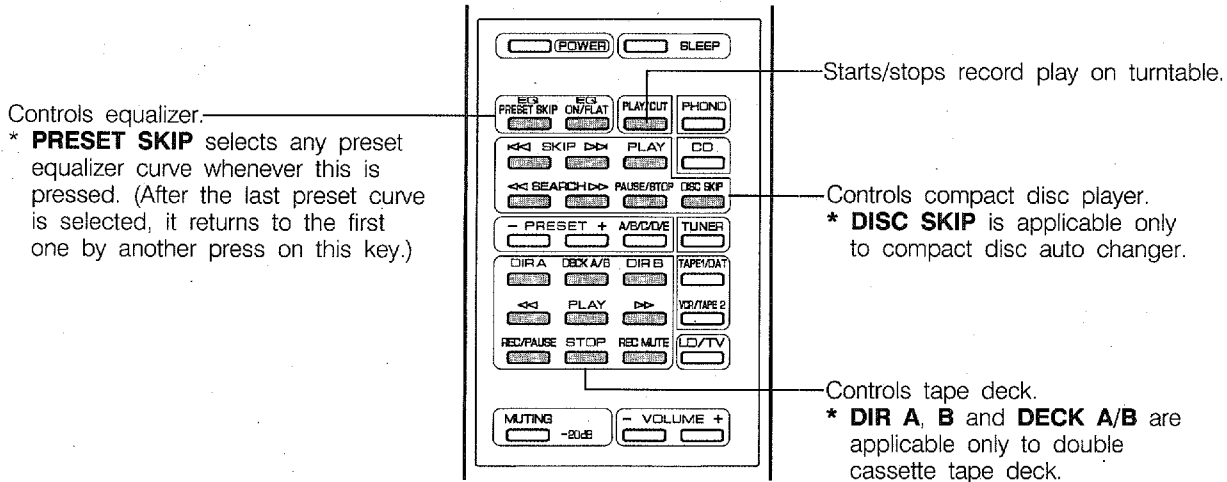 Controls equalizer.
* PRESET SKIP selects any preset
equalizer curve whenever this is
pressed. (After the last preset curve
is selected, it returns to the first
one by another press on this key.)
POWER SLEEP
EQ EQ
PRESET SKIP ON/FLAT PLAY/CUT PHONO
SKIP PLAY CD
SEARCH PAUSE/STOP DISC SKIP
− PRESET + A/B/C/D/E TUNER
DIR A DECK A/B DIR B TAPE1/DAT
PLAY VCR/TAPE 2
REC/PAUSE STOP REC MUTE LD/TV
MUTING − VOLUME +
−20dB
Starts/stops record play on turntable.
Controls compact disc player.
* DISC SKIP is applicable only
to compact disc auto changer.
Controls tape deck.
* DIR A, B and DECK A/B are
applicable only to double
cassette tape deck.